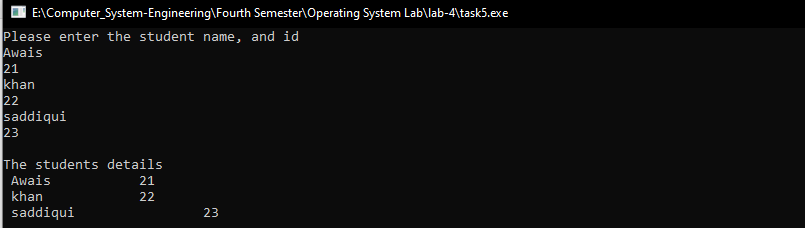 E:\Computer_System-Engineering\Fourth Semester\Operating System Lab\lab-4\task5.exe
Please enter the student name, and id
Awais
21
khan
22
saddiqui
23

The students details
 Awais           21
 khan            22
 saddiqui                23